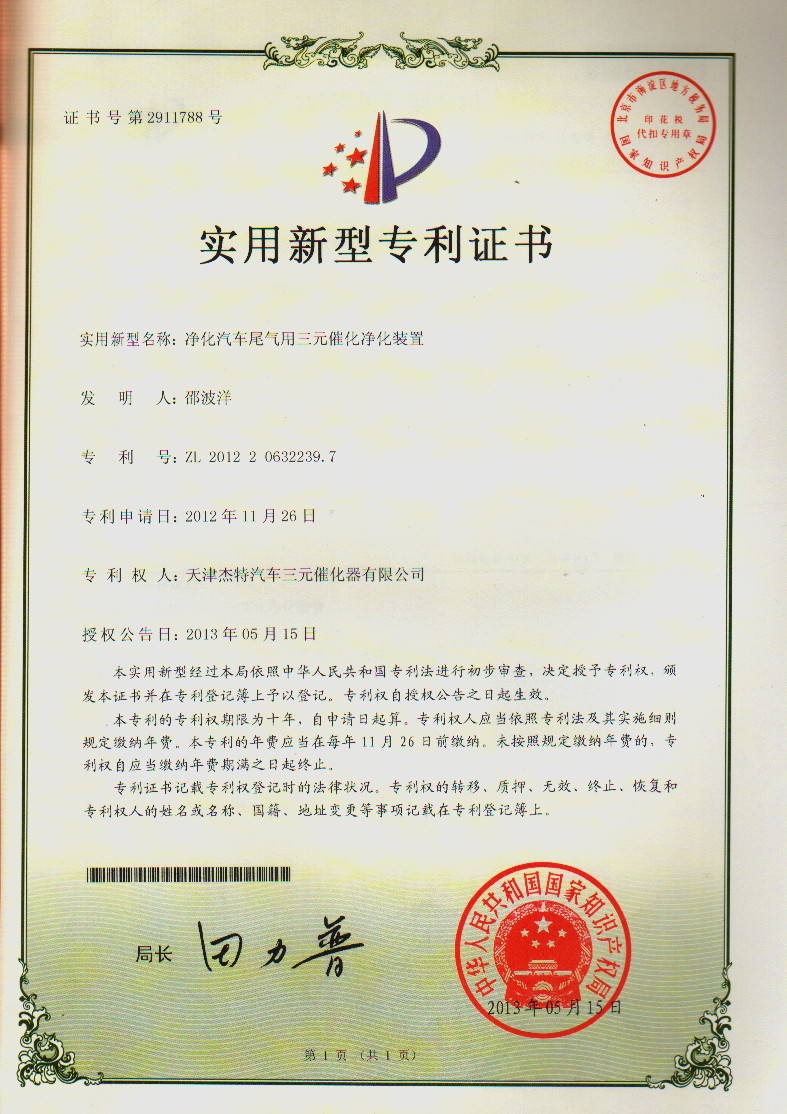 证书号第2911788号
北京市海淀区地方税务局
印花税
代扣专用章
国家知识产权局
实用新型专利证书
实用新型名称：净化汽车尾气用三元催化净化装置
发 明 人：邵波洋
专 利 号：ZL 2012 2 0632239.7
专利申请日：2012年11月26日
专 利 权 人：天津杰特汽车三元催化器有限公司
授权公告日：2013年05月15日
本实用新型经过本局依照中华人民共和国专利法进行初步审查，决定授予专利权，颁
发本证书并在专利登记簿上予以登记。专利权自授权公告之日起生效。
本专利的专利权期限为十年，自申请日起算。专利权人应当依照专利法及其实施细则
规定缴纳年费。本专利的年费应当在每年11月26日前缴纳。未按照规定缴纳年费的，专
利权自应当缴纳年费期满之日起终止。
专利证书记载专利权登记时的法律状况。专利权的转移、质押、无效、终止、恢复和
专利权人的姓名或名称、国籍、地址变更等事项记载在专利登记簿上。
局长 田力普
中华人民共和国国家知识产权局
2013年05月15日
第1页（共1页）